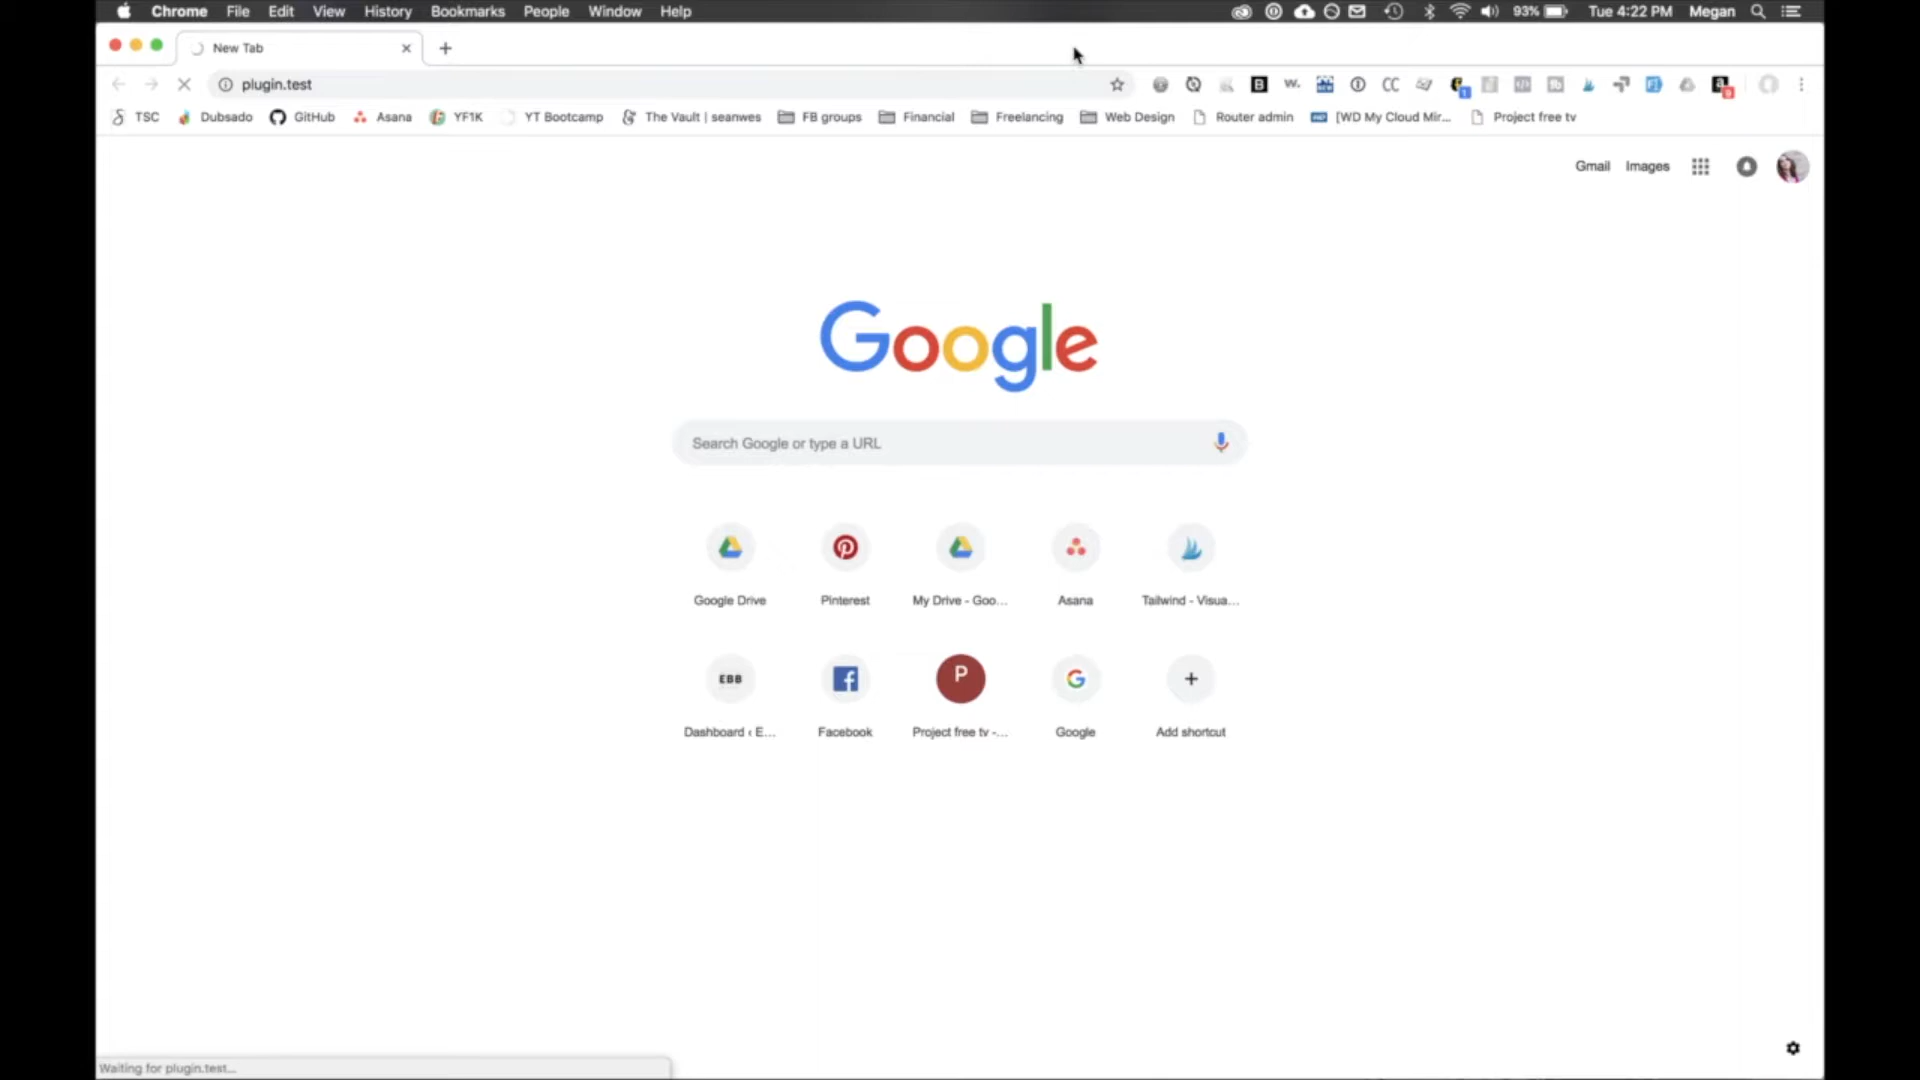 Chrome File Edit View History Bookmarks People Window Help 93% Tue 4:22 PM Megan
New Tab
plugin.test
TSC Dubsado GitHub Asana YF1K YT Bootcamp The Vault | seanwes FB groups Financial Freelancing Web Design Router admin [WD My Cloud Mir... Project free tv
Gmail Images
Google
Search Google or type a URL
Google Drive Pinterest My Drive - Goo... Asana Tailwind - Visua...
EBB P
Dashboard ‹ E... Facebook Project free tv -... Google Add shortcut
Waiting for plugin.test...